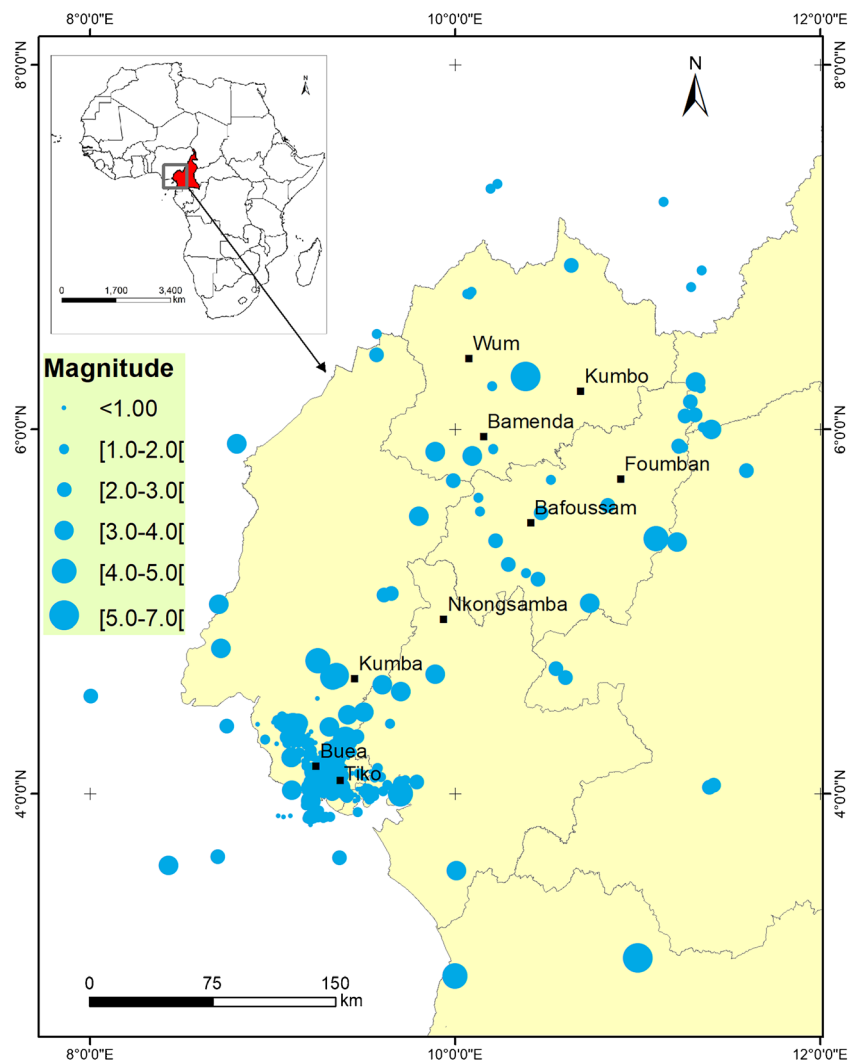 8°0'0"E 10°0'0"E 12°0'0"E
8°0'0"N 8°0'0"N
N
N
0 1,700 3,400
km
Wum
Kumbo
Magnitude
<1.00
[1.0-2.0[
[2.0-3.0[
[3.0-4.0[
[4.0-5.0[
[5.0-7.0[
Bamenda
6°0'0"N 6°0'0"N
Foumban
Bafoussam
Nkongsamba
Kumba
Buea
Tiko
4°0'0"N 4°0'0"N
0 75 150
km
8°0'0"E 10°0'0"E 12°0'0"E